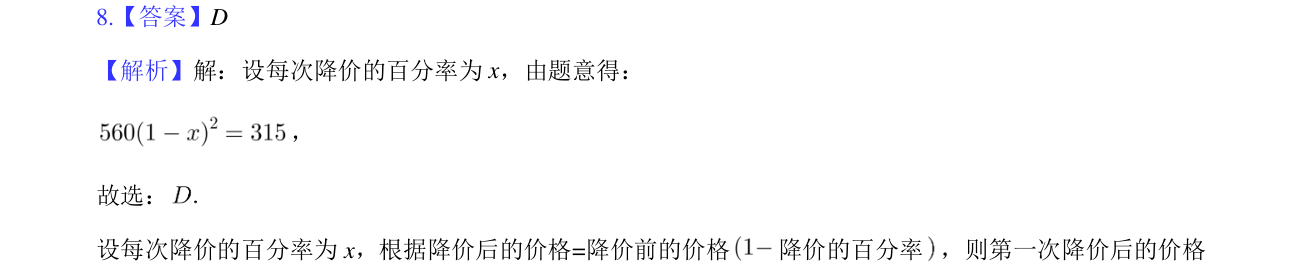 8.【答案】D
【解析】解：设每次降价的百分率为 x，由题意得：
560(1 − x)² = 315，
故选： D.
设每次降价的百分率为 x，根据降价后的价格=降价前的价格(1− 降价的百分率)，则第一次降价后的价格